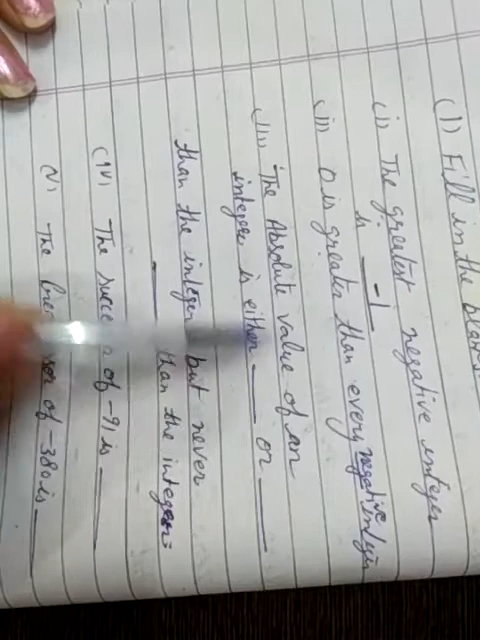 (1) Fill in the blanks
(i) The greatest negative integer
is -1
(ii) 0 is greater than every negative integer
(iii) The Absolute value of an
integer is either ___ or ___
than the integer but never
___ than the integer.
(iv) The of -91 is ___
(v) The of -380 is ___